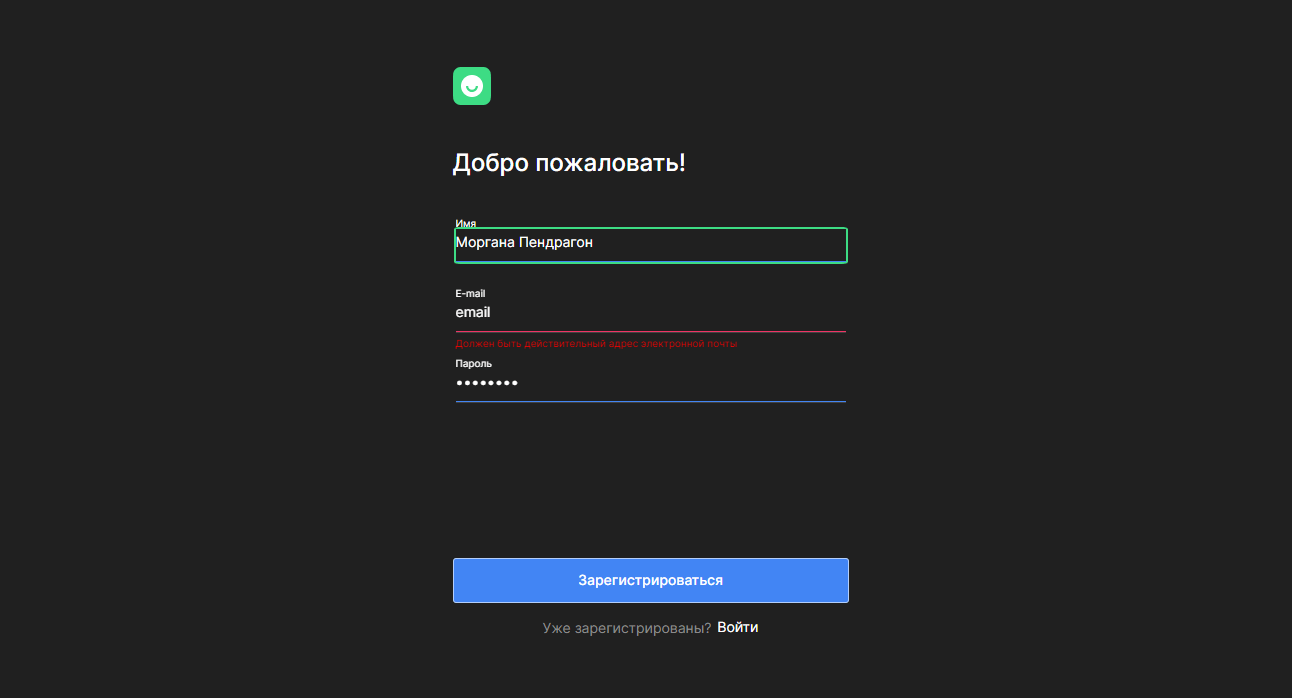 Добро пожаловать!
Имя
Моргана Пендрагон
E-mail
email
Должен быть действительный адрес электронной почты
Пароль
••••••••
Зарегистрироваться
Уже зарегистрированы? Войти